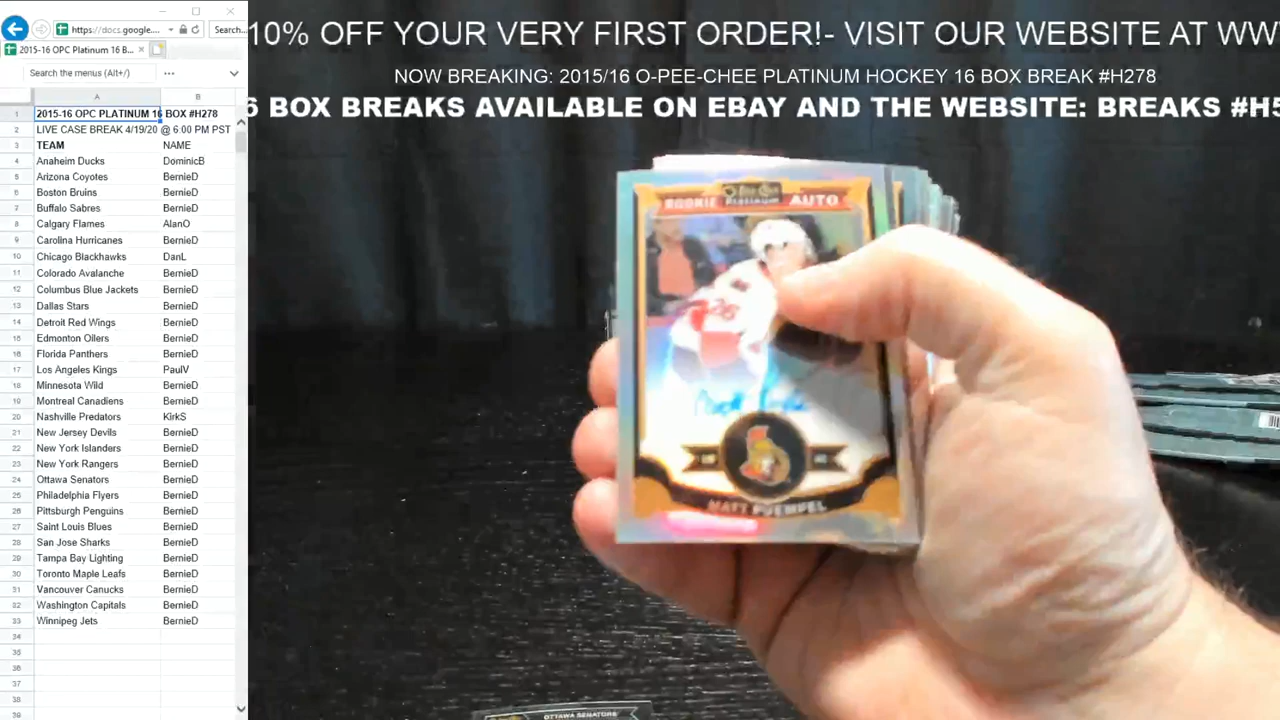 https://docs.google....
Search...
2015-16 OPC Platinum 16 B...
Search the menus (Alt+/)
A B
1 2015-16 OPC PLATINUM 16 BOX #H278
2 LIVE CASE BREAK 4/19/20 @ 6:00 PM PST
3 TEAM NAME
4 Anaheim Ducks DominicB
5 Arizona Coyotes BernieD
6 Boston Bruins BernieD
7 Buffalo Sabres BernieD
8 Calgary Flames AlanO
9 Carolina Hurricanes BernieD
10 Chicago Blackhawks DanL
11 Colorado Avalanche BernieD
12 Columbus Blue Jackets BernieD
13 Dallas Stars BernieD
14 Detroit Red Wings BernieD
15 Edmonton Oilers BernieD
16 Florida Panthers BernieD
17 Los Angeles Kings PaulV
18 Minnesota Wild BernieD
19 Montreal Canadiens BernieD
20 Nashville Predators KirkS
21 New Jersey Devils BernieD
22 New York Islanders BernieD
23 New York Rangers BernieD
24 Ottawa Senators BernieD
25 Philadelphia Flyers BernieD
26 Pittsburgh Penguins BernieD
27 Saint Louis Blues BernieD
28 San Jose Sharks BernieD
29 Tampa Bay Lighting BernieD
30 Toronto Maple Leafs BernieD
31 Vancouver Canucks BernieD
32 Washington Capitals BernieD
33 Winnipeg Jets BernieD
34
35
36
37
38
39
10% OFF YOUR VERY FIRST ORDER!- VISIT OUR WEBSITE AT WW
NOW BREAKING: 2015/16 O-PEE-CHEE PLATINUM HOCKEY 16 BOX BREAK #H278
6 BOX BREAKS AVAILABLE ON EBAY AND THE WEBSITE: BREAKS #H5
ROOKIE PLATINUM AUTO
MATT PUEMPEL
OTTAWA SENATORS